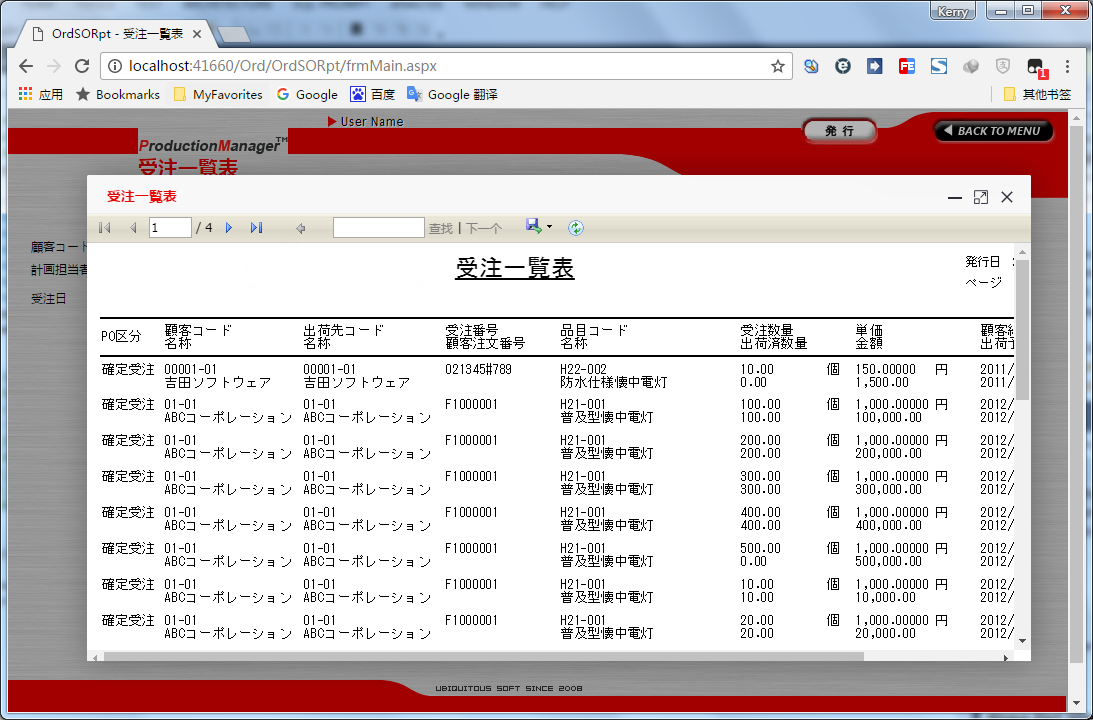 Kerry
OrdSORpt - 受注一覧表
localhost:41660/Ord/OrdSORpt/frmMain.aspx
应用 Bookmarks MyFavorites Google 百度 Google 翻译 其他书签
User Name
発行 BACK TO MENU
ProductionManager™
受注一覧表
顧客コード
計画担当者
受注日
受注一覧表
1 / 4 查找 | 下一个
受注一覧表
発行日 :
ページ
PO区分 顧客コード 出荷先コード 受注番号 品目コード 受注数量 単価
名称 名称 顧客注文番号 名称 出荷済数量 金額
確定受注 00001-01 00001-01 021345#789 H22-002 10.00 個 150.00000 円 2011/
吉田ソフトウェア 吉田ソフトウェア 防水仕様懐中電灯 0.00 1,500.00 2011/
確定受注 01-01 01-01 F1000001 H21-001 100.00 個 1,000.00000 円 2012/
ABCコーポレーション ABCコーポレーション 普及型懐中電灯 100.00 100,000.00 2012/
確定受注 01-01 01-01 F1000001 H21-001 200.00 個 1,000.00000 円 2012/
ABCコーポレーション ABCコーポレーション 普及型懐中電灯 200.00 200,000.00 2012/
確定受注 01-01 01-01 F1000001 H21-001 300.00 個 1,000.00000 円 2012/
ABCコーポレーション ABCコーポレーション 普及型懐中電灯 300.00 300,000.00 2012/
確定受注 01-01 01-01 F1000001 H21-001 400.00 個 1,000.00000 円 2012/
ABCコーポレーション ABCコーポレーション 普及型懐中電灯 400.00 400,000.00 2012/
確定受注 01-01 01-01 F1000001 H21-001 500.00 個 1,000.00000 円 2012/
ABCコーポレーション ABCコーポレーション 普及型懐中電灯 0.00 500,000.00 2012/
確定受注 01-01 01-01 F1000001 H21-001 10.00 個 1,000.00000 円 2012/
ABCコーポレーション ABCコーポレーション 普及型懐中電灯 10.00 10,000.00 2012/
確定受注 01-01 01-01 F1000001 H21-001 20.00 個 1,000.00000 円 2012/
ABCコーポレーション ABCコーポレーション 普及型懐中電灯 20.00 20,000.00 2012/
UBIQUITOUS SOFT SINCE 2008